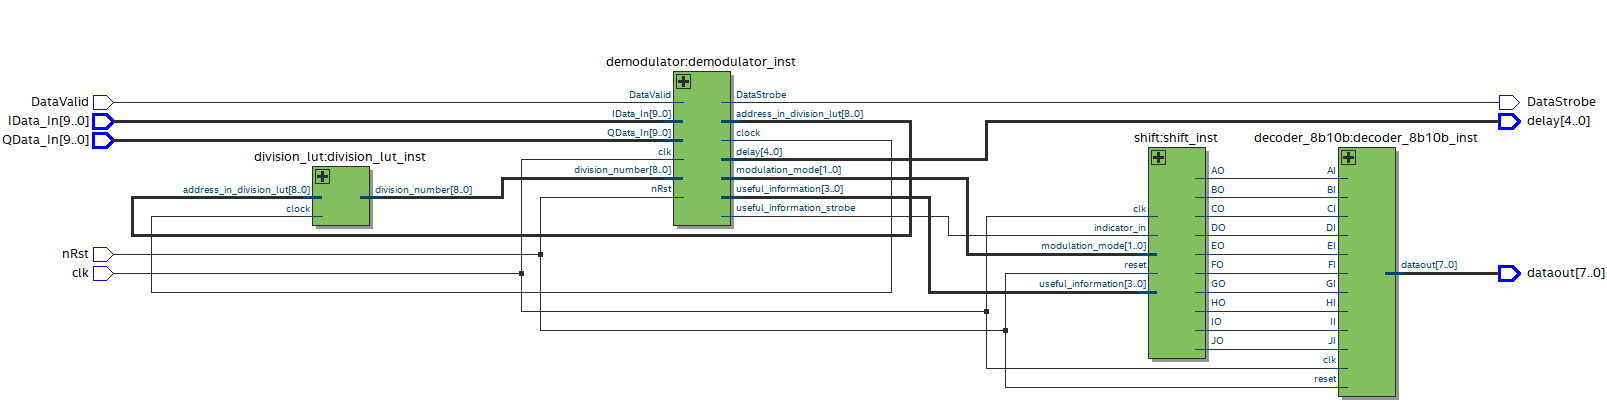 demodulator:demodulator_inst
DataValid
IData_In[9..0]
QData_In[9..0]
nRst
clk
division_lut:division_lut_inst
address_in_division_lut[8..0]
clock
division_number[8..0]
DataValid
IData_In[9..0]
QData_In[9..0]
clk
division_number[8..0]
nRst
DataStrobe
address_in_division_lut[8..0]
clock
delay[4..0]
modulation_mode[1..0]
useful_information[3..0]
useful_information_strobe
shift:shift_inst
clk
indicator_in
modulation_mode[1..0]
reset
useful_information[3..0]
AO
BO
CO
DO
EO
FO
GO
HO
IO
JO
decoder_8b10b:decoder_8b10b_inst
AI
BI
CI
DI
EI
FI
GI
HI
II
JI
clk
reset
dataout[7..0]
DataStrobe
delay[4..0]
dataout[7..0]